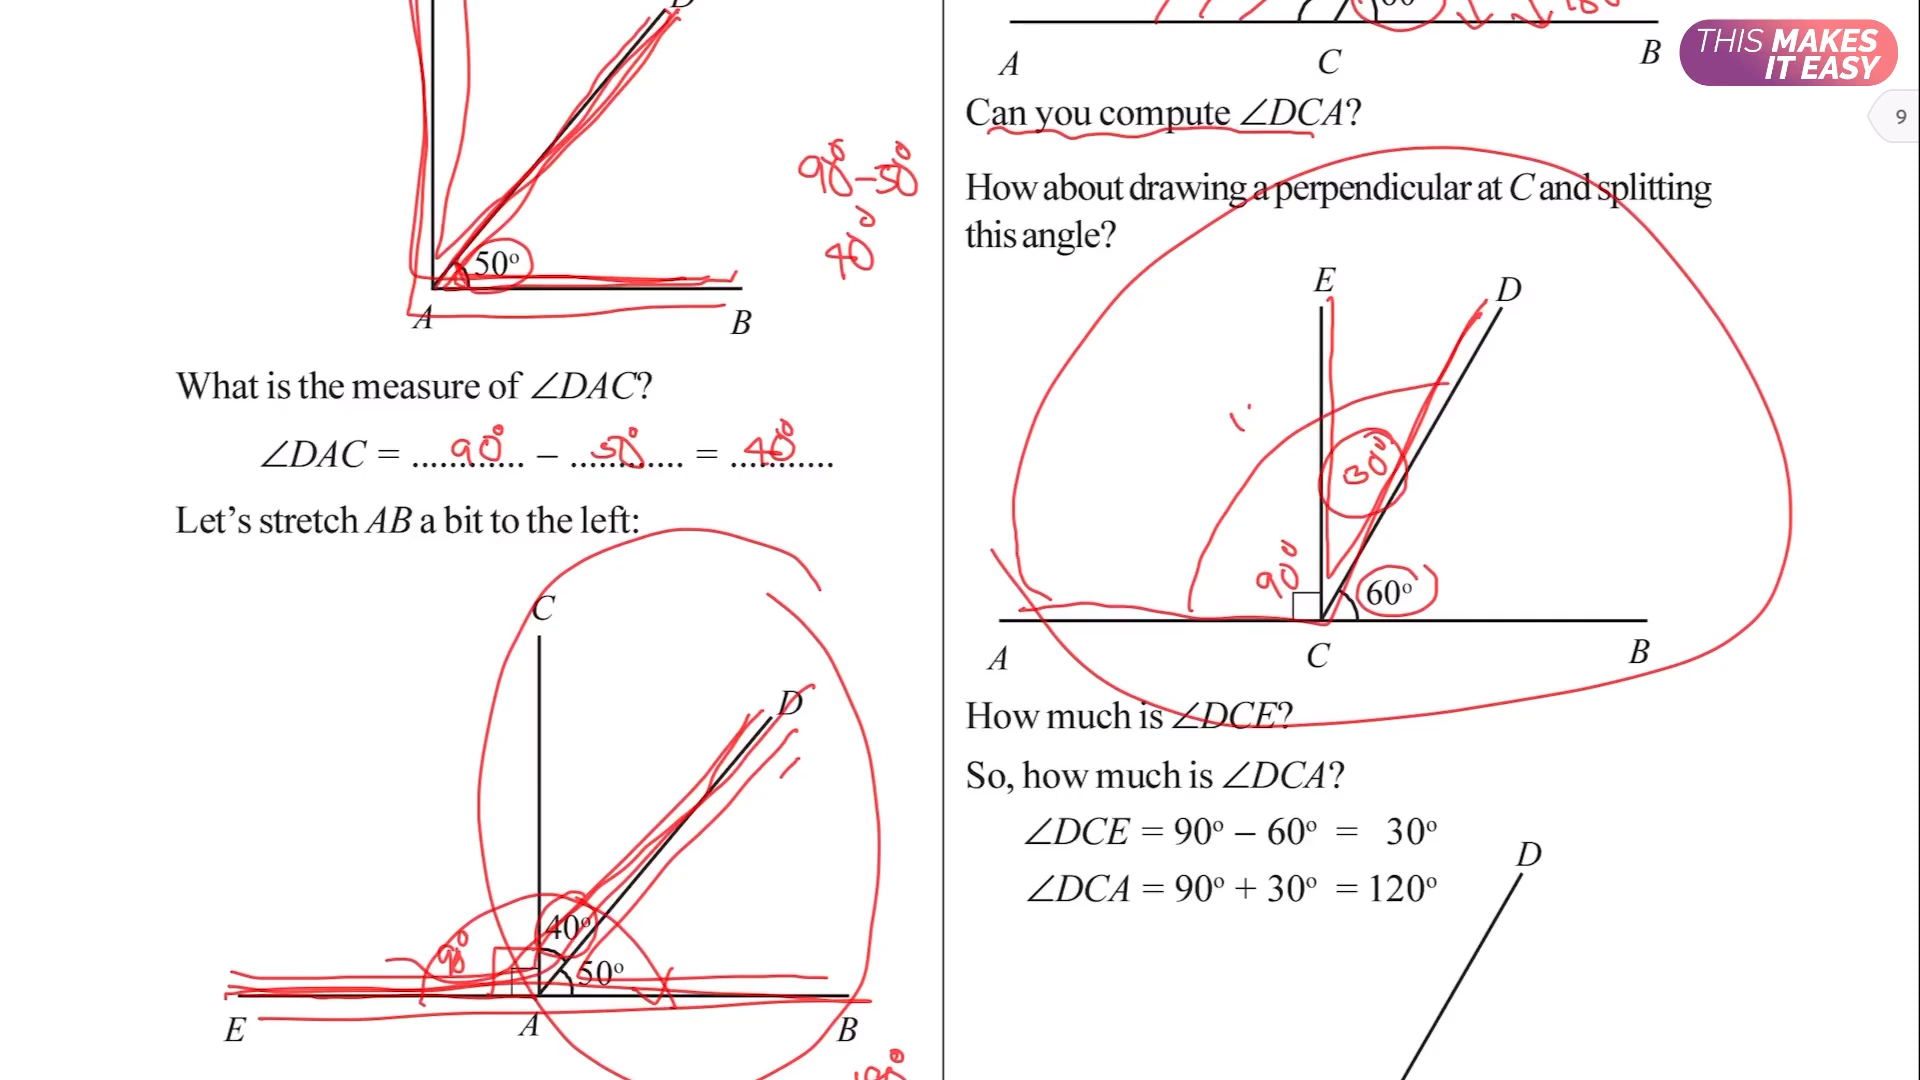 D
90° – 50°
40°
50°
A
B
What is the measure of ∠DAC?
∠DAC = ............ – ............ = ............
90° 50° 40°
Let’s stretch AB a bit to the left:
C
D
40°
90°
50°
E
A
B
60°
A
C
B
THIS MAKES
IT EASY
9
Can you compute ∠DCA?
How about drawing a perpendicular at C and splitting
this angle?
E
D
30°
90°
60°
A
C
B
How much is ∠DCE?
So, how much is ∠DCA?
∠DCE = 90° – 60° = 30°
∠DCA = 90° + 30° = 120°
D